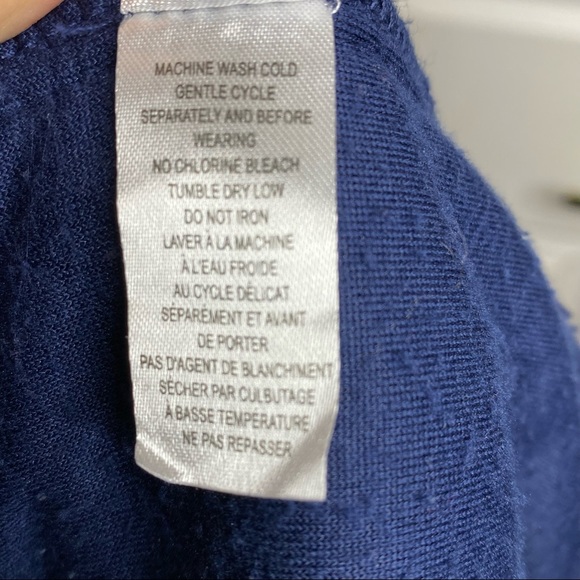 MACHINE WASH COLD
GENTLE CYCLE
SEPARATELY AND BEFORE
WEARING
NO CHLORINE BLEACH
TUMBLE DRY LOW
DO NOT IRON
LAVER À LA MACHINE
À L'EAU FROIDE
AU CYCLE DÉLICAT
SÉPARÉMENT ET AVANT
DE PORTER
PAS D'AGENT DE BLANCHIMENT
SÉCHER PAR CULBUTAGE
À BASSE TEMPÉRATURE
NE PAS REPASSER